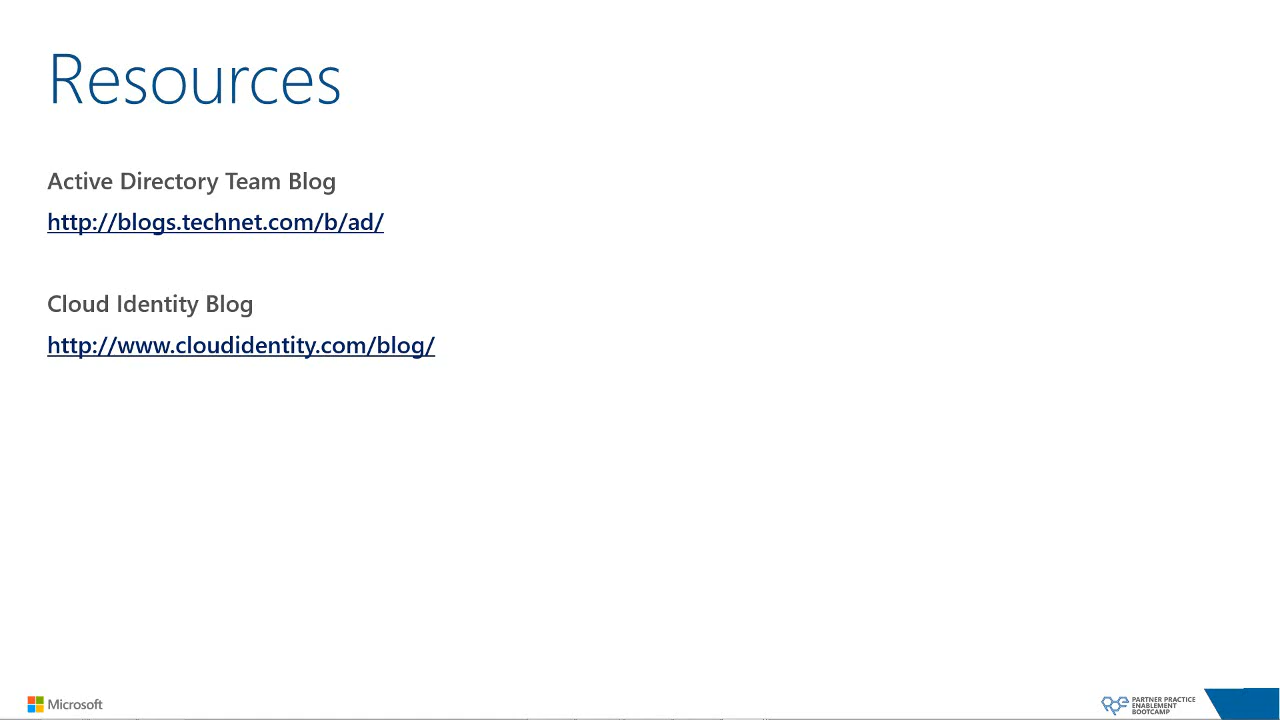 Resources
Active Directory Team Blog
http://blogs.technet.com/b/ad/
Cloud Identity Blog
http://www.cloudidentity.com/blog/
Microsoft
PARTNER PRACTICE
ENABLEMENT
BOOTCAMP